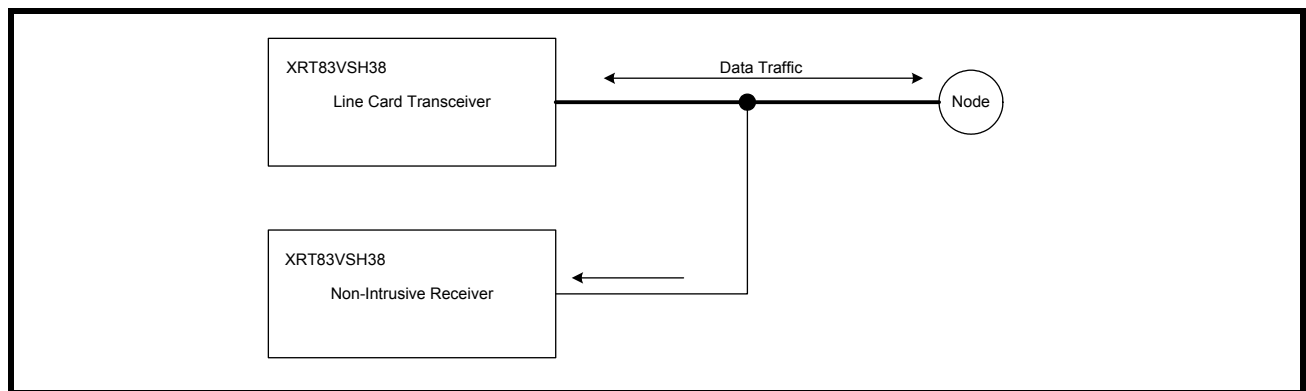 XRT83VSH38
Line Card Transceiver
Data Traffic
Node
XRT83VSH38
Non-Intrusive Receiver